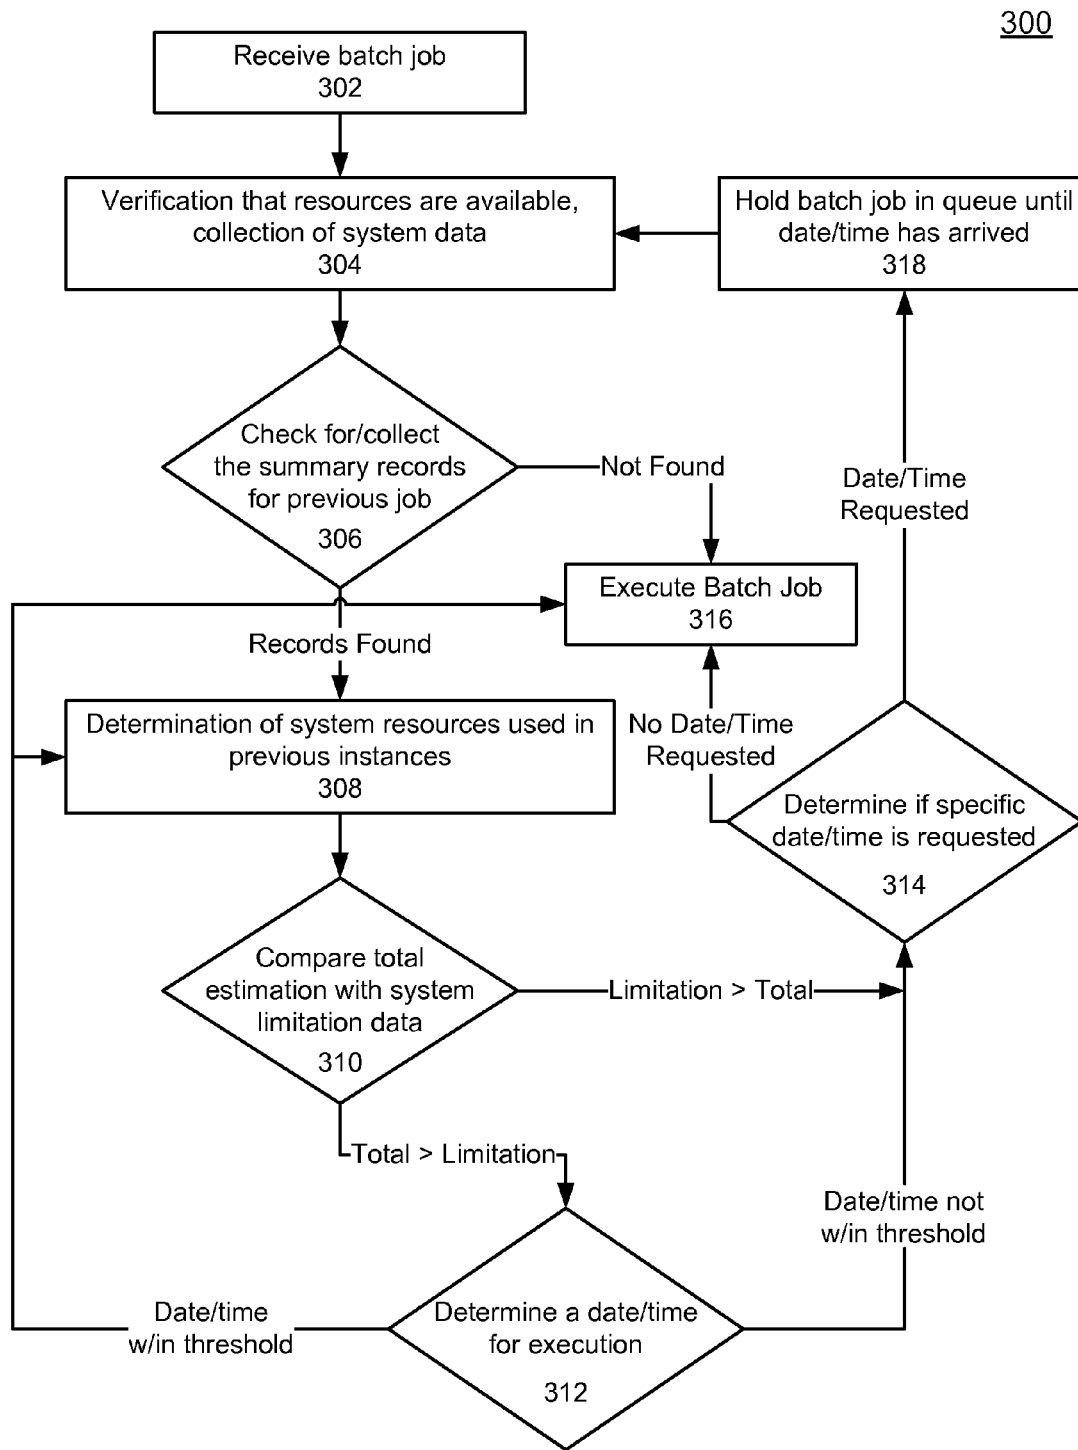 300
Receive batch job
302
Verification that resources are available,
collection of system data
304
Hold batch job in queue until
date/time has arrived
318
Check for/collect
the summary records
for previous job
306
Not Found
Date/Time
Requested
Execute Batch Job
316
Records Found
Determination of system resources used in
previous instances
308
No Date/Time
Requested
Determine if specific
date/time is requested
314
Compare total
estimation with system
limitation data
310
Limitation > Total
Total > Limitation
Date/time not
w/in threshold
Date/time
w/in threshold
Determine a date/time
for execution
312